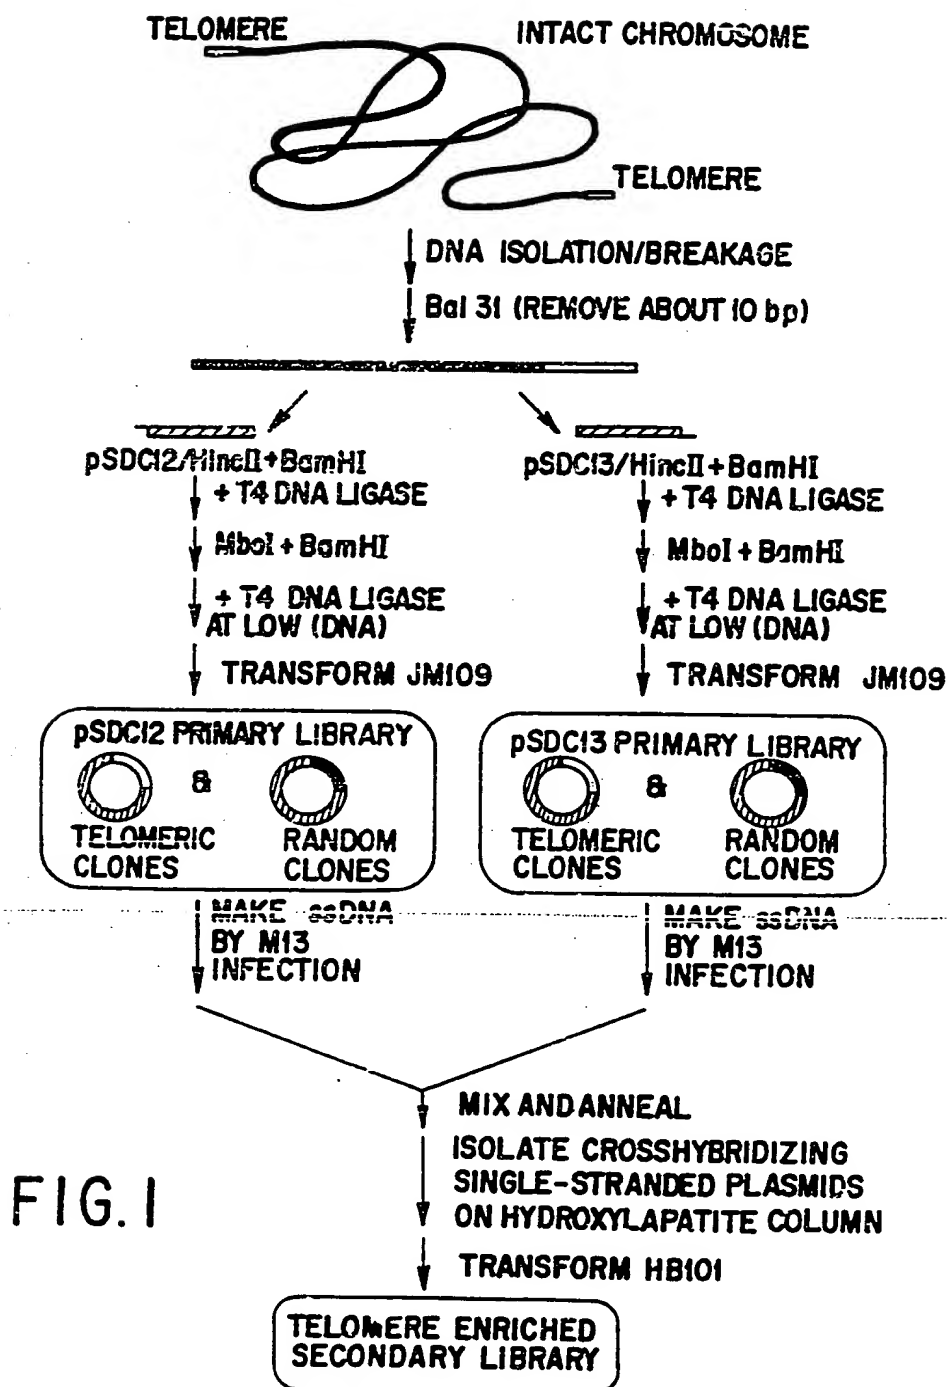 TELOMERE
INTACT CHROMOSOME
TELOMERE
DNA ISOLATION/BREAKAGE
Bal 31 (REMOVE ABOUT 10 bp)
pSDC12/HincII+BamHI
+ T4 DNA LIGASE
MboI + BamHI
+ T4 DNA LIGASE
AT LOW (DNA)
TRANSFORM JM109
pSDC12 PRIMARY LIBRARY
&
TELOMERIC
CLONES
RANDOM
CLONES
MAKE ssDNA
BY M13
INFECTION
pSDC13/HincII+BamHI
+ T4 DNA LIGASE
MboI + BamHI
+ T4 DNA LIGASE
AT LOW (DNA)
TRANSFORM JM109
pSDC13 PRIMARY LIBRARY
&
TELOMERIC
CLONES
RANDOM
CLONES
MAKE ssDNA
BY M13
INFECTION
MIX AND ANNEAL
ISOLATE CROSSHYBRIDIZING
SINGLE-STRANDED PLASMIDS
ON HYDROXYLAPATITE COLUMN
TRANSFORM HB101
TELOMERE ENRICHED
SECONDARY LIBRARY
FIG. 1